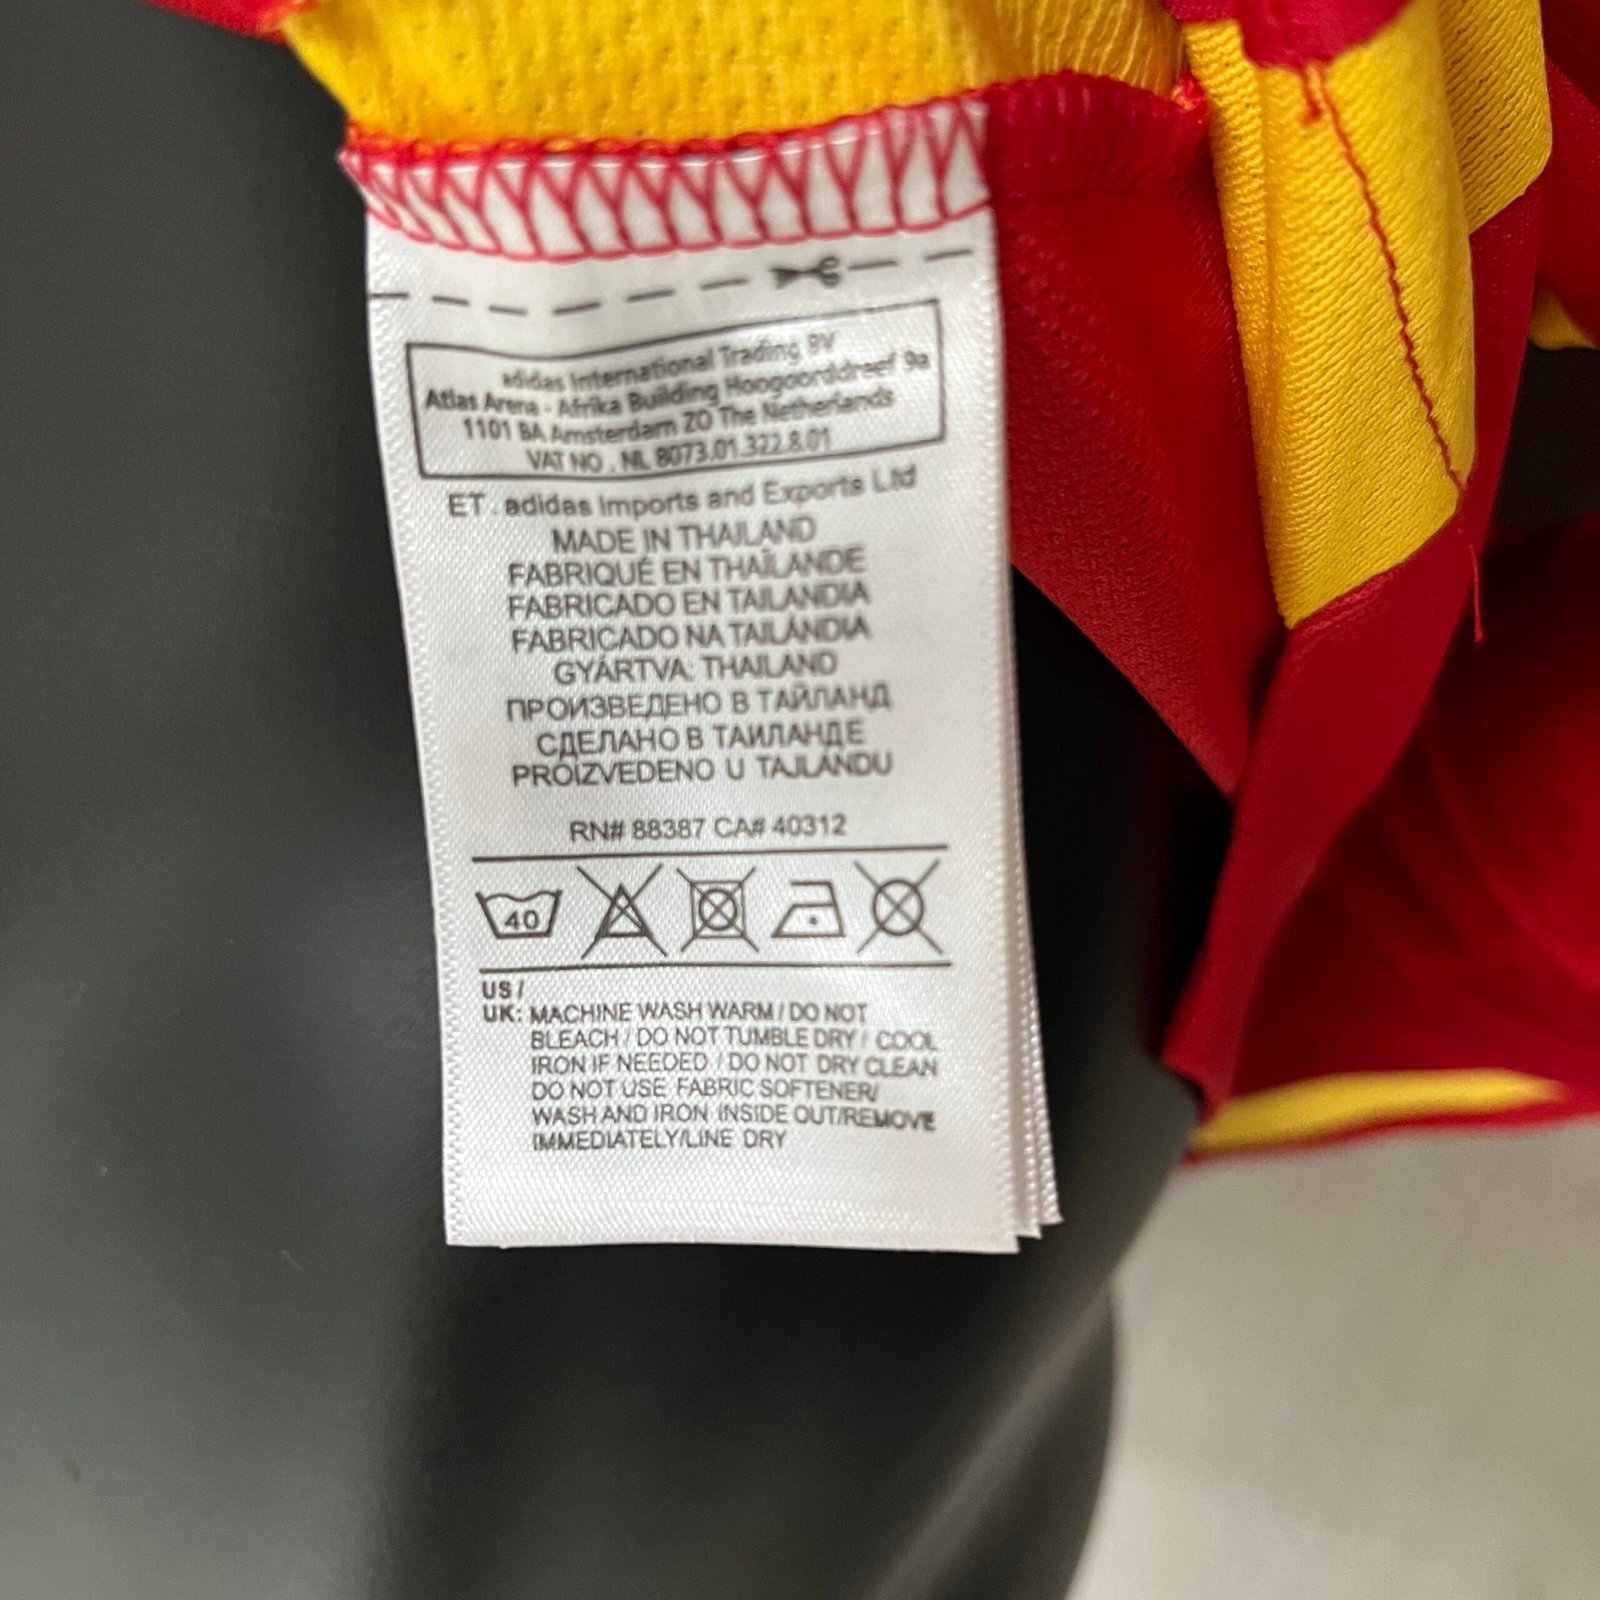 adidas International Trading BV
Atlas Arena - Afrika Building Hoogoorddreef 9a
1101 BA Amsterdam ZO The Netherlands
VAT NO . NL 8073.01.322.8.01
ET . adidas Imports and Exports Ltd
MADE IN THAILAND
FABRIQUÉ EN THAÏLANDE
FABRICADO EN TAILANDIA
FABRICADO NA TAILÂNDIA
GYÁRTVA: THAILAND
ПРОИЗВЕДЕНО В ТАЙЛАНД
СДЕЛАНО В ТАИЛАНДЕ
PROIZVEDENO U TAJLANDU
RN# 88387 CA# 40312
40
US /
UK: MACHINE WASH WARM / DO NOT
BLEACH / DO NOT TUMBLE DRY / COOL
IRON IF NEEDED / DO NOT DRY CLEAN
DO NOT USE FABRIC SOFTENER/
WASH AND IRON INSIDE OUT/REMOVE
IMMEDIATELY/LINE DRY